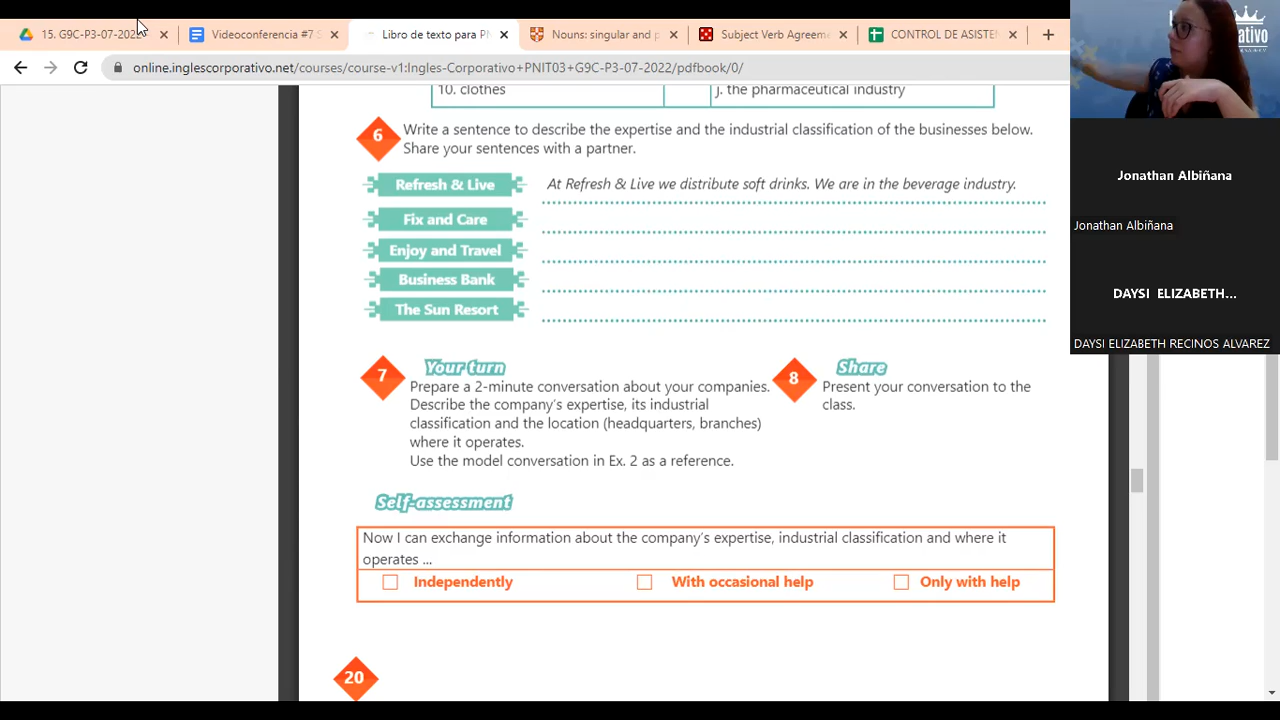 15. G9C-P3-07-2022
Videoconferencia #7 S
Libro de texto para PN
Nouns: singular and p
Subject Verb Agreeme
CONTROL DE ASISTEN
online.inglescorporativo.net/courses/course-v1:Ingles-Corporativo+PNIT03+G9C-P3-07-2022/pdfbook/0/
10. clothes
j. the pharmaceutical industry
6
Write a sentence to describe the expertise and the industrial classification of the businesses below.
Share your sentences with a partner.
Refresh & Live
At Refresh & Live we distribute soft drinks. We are in the beverage industry.
Fix and Care
Enjoy and Travel
Business Bank
The Sun Resort
7
Your turn
Prepare a 2-minute conversation about your companies.
Describe the company's expertise, its industrial
classification and the location (headquarters, branches)
where it operates.
Use the model conversation in Ex. 2 as a reference.
8
Share
Present your conversation to the
class.
Self-assessment
Now I can exchange information about the company's expertise, industrial classification and where it
operates ...
Independently
With occasional help
Only with help
20
Jonathan Albiñana
Jonathan Albiñana
DAYSI ELIZABETH...
DAYSI ELIZABETH RECINOS ALVAREZ